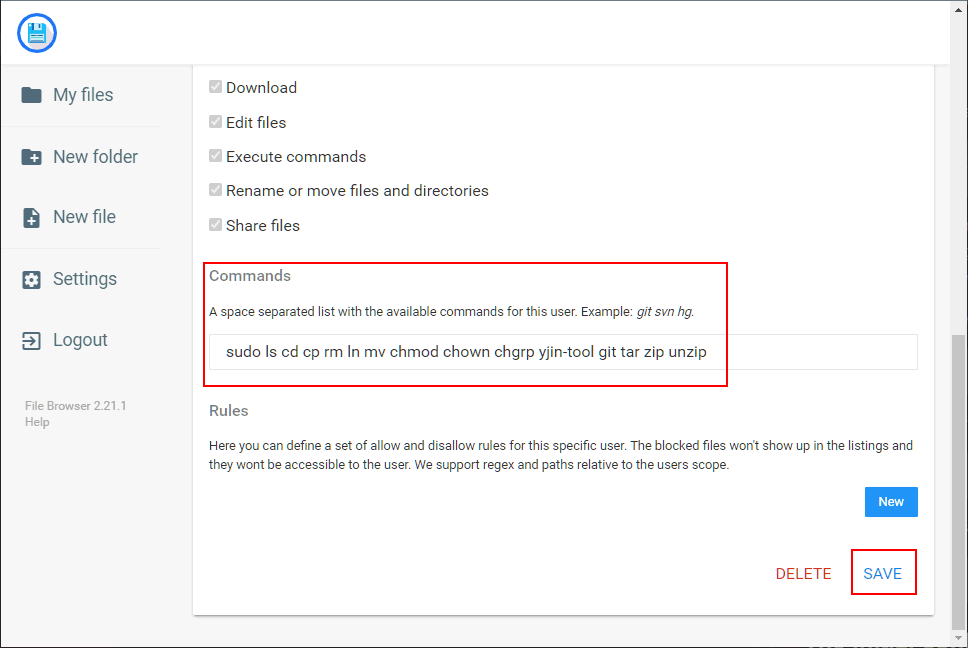 Download
My files
Edit files
Execute commands
New folder
Rename or move files and directories
New file
Share files
Commands
Settings
A space separated list with the available commands for this user. Example: git svn hg.
Logout
sudo ls cd cp rm ln mv chmod chown chgrp yjin-tool git tar zip unzip
File Browser 2.21.1
Help
Rules
Here you can define a set of allow and disallow rules for this specific user. The blocked files won't show up in the listings and
they wont be accessible to the user. We support regex and paths relative to the users scope.
New
DELETE
SAVE